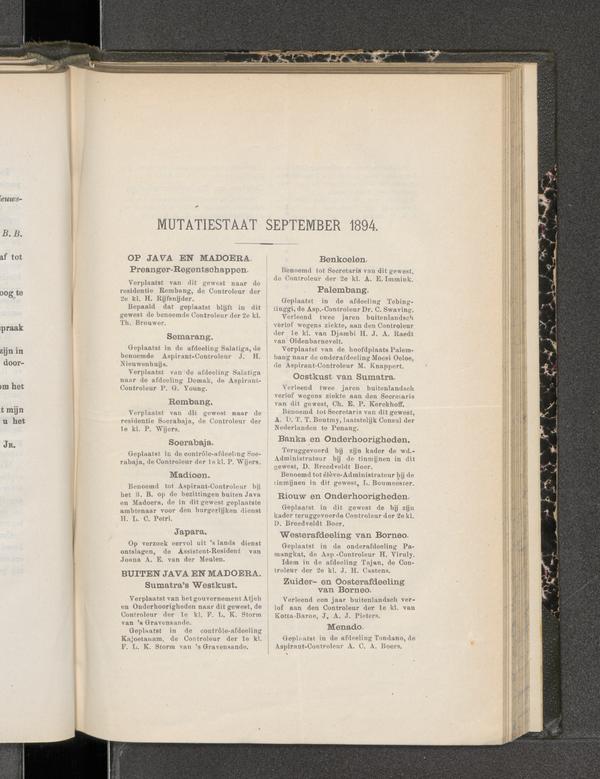 ieuws-
B. B.
af tot
oog te
spraak
zijn in
door-
om het
t mijn
u het
JR.
MUTATIESTAAT SEPTEMBER 1894.
OP JAVA EN MADOERA.
Preanger-Regentschappen.
Verplaatst van dit gewest naar de
residentie Rembang, de Controleur der
2e kl. H. Rijfsnijder.
Bepaald dat geplaatst blijft in dit
gewest de benoemde Controleur der 2e kl.
Th. Brouwer.
Semarang.
Geplaatst in de afdeeling Salatiga, de
benoemde Aspirant-Controleur J. H.
Nieuwenhuijs.
Verplaatst van de afdeeling Salatiga
naar de afdeeling Demak, de Aspirant-
Controleur P. G. Young.
Rembang.
Verplaatst van dit gewest naar de
residentie Soerabaja, de Controleur der
1e kl. P. Wijers.
Soerabaja.
Geplaatst in de contrôle-afdeeling Soe-
rabaja, de Controleur der 1e kl. P. Wijers.
Madioen.
Benoemd tot Aspirant-Controleur bij
het B. B. op de bezittingen buiten Java
en Madoera, de in dit gewest geplaatste
ambtenaar voor den burgerlijken dienst
H. L. C. Petri.
Japara.
Op verzoek eervol uit 's lands dienst
ontslagen, de Assistent-Resident van
Joana A. E. van der Meulen.
BUITEN JAVA EN MADOERA.
Sumatra's Westkust.
Verplaatst van het gouvernement Atjeh
en Onderhoorigheden naar dit gewest, de
Controleur der 1e kl. F. L. K. Storm
van 's Gravensande.
Geplaatst in de contrôle-afdeeling
Kajoetanam, de Controleur der 1e kl.
F. L. K. Storm van 's Gravensande.
Benkoelen.
Benoemd tot Secretaris van dit gewest,
de Controleur der 2e kl. A. E. Immink.
Palembang.
Geplaatst in de afdeeling Tebing-
tinggi, de Asp.-Controleur Dr. C. Swaving.
Verleend twee jaren buitenlandsch
verlof wegens ziekte, aan den Controleur
der 1e kl. van Djambi H. J. A. Raedt
van Oldenbarnevelt.
Verplaatst van de hoofdplaats Palem-
bang naar de onderafdeeling Moesi Oeloe,
de Aspirant-Controleur M. Knappert.
Oostkust van Sumatra.
Verleend twee jaren buitenlandsch
verlof wegens ziekte aan den Secretaris
van dit gewest, Ch. E. P. Kerckhoff.
Benoemd tot Secretaris van dit gewest,
A. D. T. T. Boutmy, laatstelijk Consul der
Nederlanden te Penang.
Banka en Onderhoorigheden.
Teruggevoerd bij zijn kader de wd.-
Administrateur bij de tinmijnen in dit
gewest, D. Breedveldt Boer.
Benoemd tot élève-Administrateur bij de
tinmijnen in dit gewest, L. Boumeester.
Riouw en Onderhoorigheden.
Geplaatst in dit gewest de bij zijn
kader teruggevoerde Controleur der 2e kl.
D. Breedveldt Boer.
Westerafdeeling van Borneo.
Geplaatst in de onderafdeeling Pa-
mangkat, de Asp.-Controleur H. Viruly.
Idem in de afdeeling Tajan, de Con-
troleur der 2e kl. J. H. Castens.
Zuider- en Oosterafdeeling
van Borneo.
Verleend een jaar buitenlandsch ver-
lof aan den Controleur der 1e kl. van
Kotta-Baroe, J. A. J. Pieters.
Menado.
Geplaatst in de afdeeling Tondano, de
Aspirant-Controleur A. C. A. Boers.